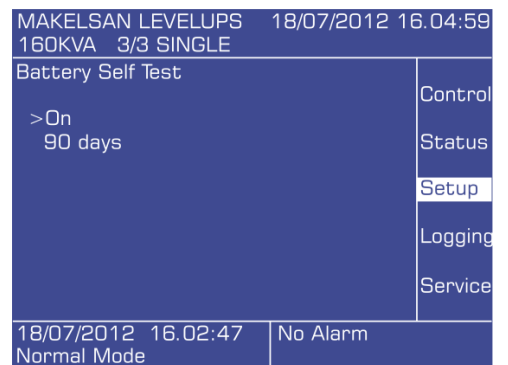 MAKELSAN LEVELUPS 18/07/2012 16.04:59
160KVA 3/3 SINGLE
Battery Self Test
>On
90 days
Control
Status
Setup
Logging
Service
18/07/2012 16.02:47 No Alarm
Normal Mode